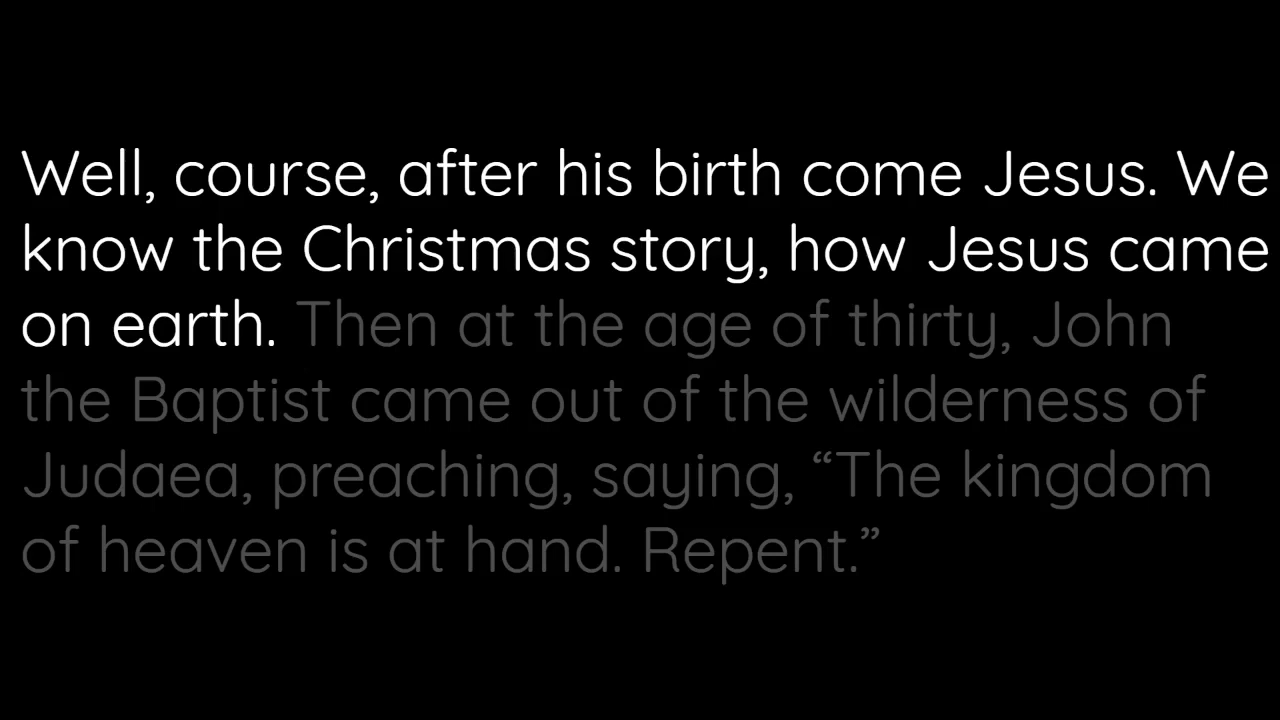 Well, course, after his birth come Jesus. We
know the Christmas story, how Jesus came
on earth. Then at the age of thirty, John
the Baptist came out of the wilderness of
Judaea, preaching, saying, “The kingdom
of heaven is at hand. Repent.”